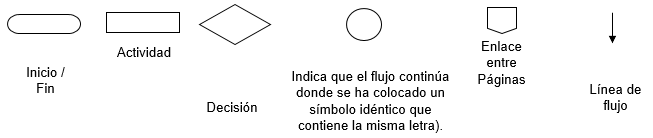 Inicio /
Fin
Actividad
Decisión
Indica que el flujo continúa
donde se ha colocado un
símbolo idéntico que
contiene la misma letra).
Enlace
entre
Páginas
Línea de
flujo